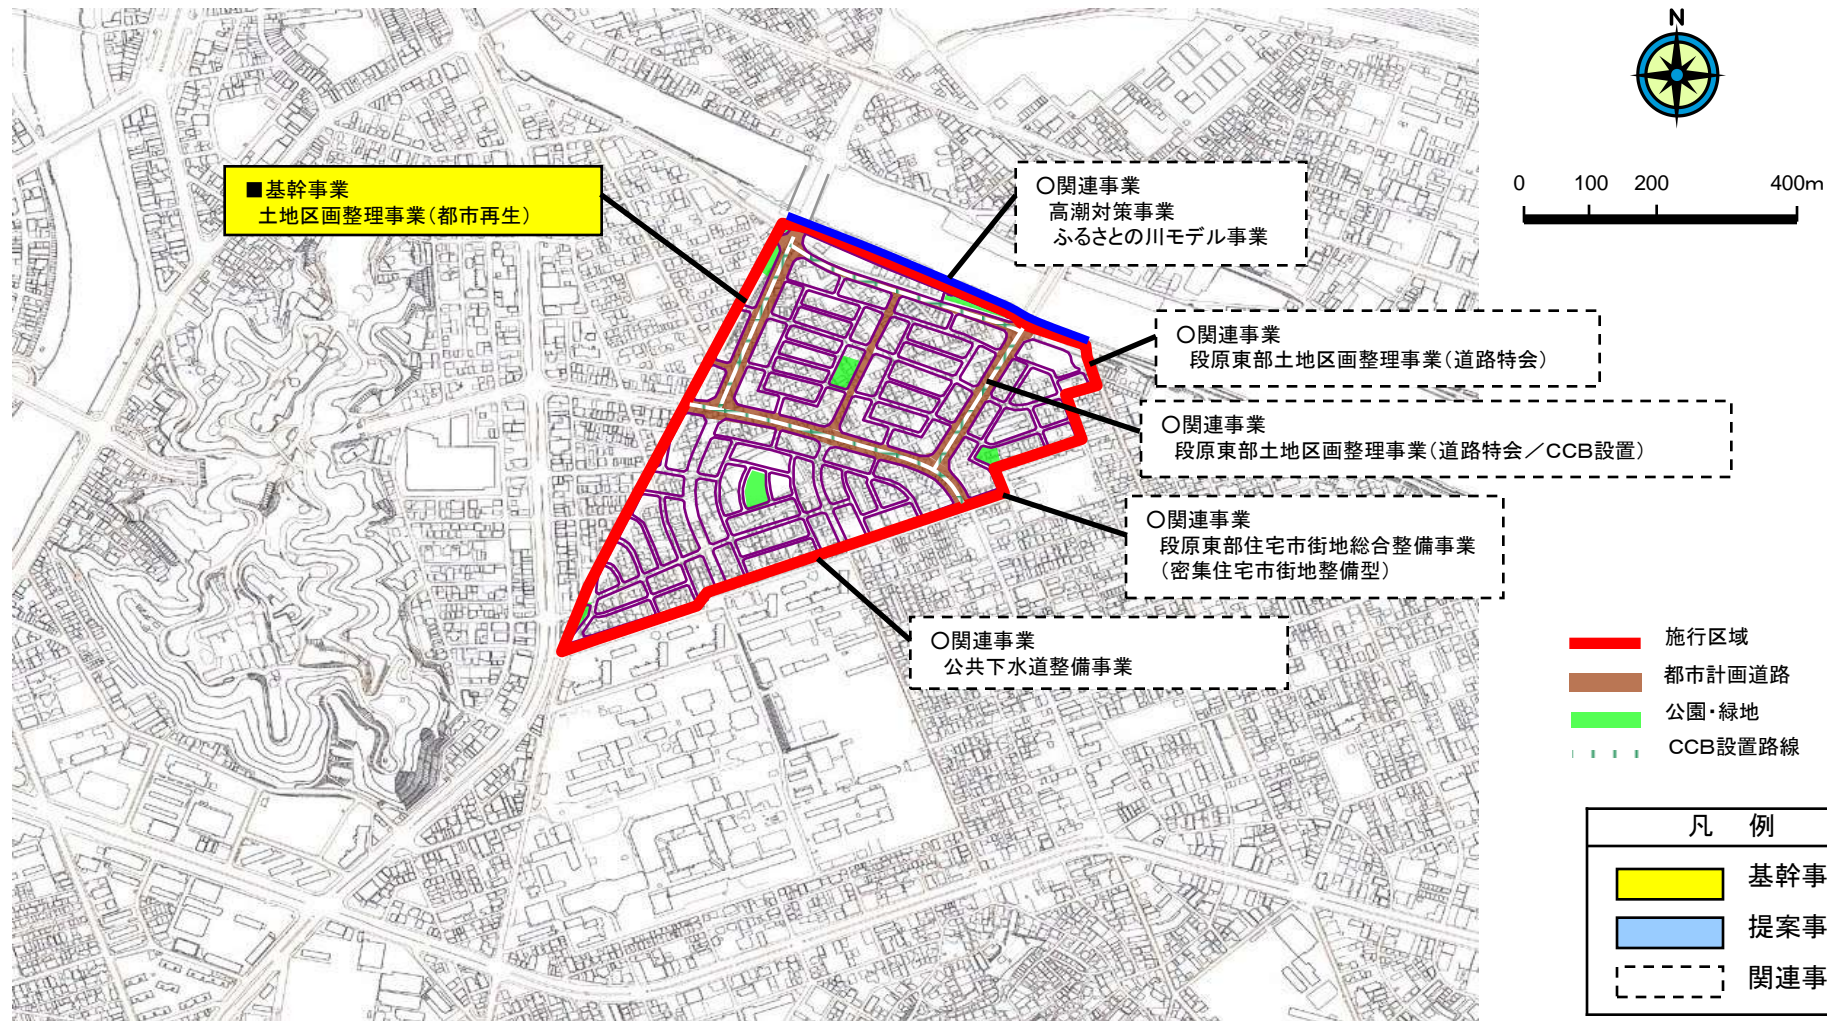 N
0 100 200 400m
■基幹事業
土地区画整理事業(都市再生)
○関連事業
高潮対策事業
ふるさとの川モデル事業
○関連事業
段原東部土地区画整理事業(道路特会)
○関連事業
段原東部土地区画整理事業(道路特会／CCB設置)
○関連事業
段原東部住宅市街地総合整備事業
(密集住宅市街地整備型)
○関連事業
公共下水道整備事業
施行区域
都市計画道路
公園・緑地
CCB設置路線
凡 例
基幹事
提案事
関連事